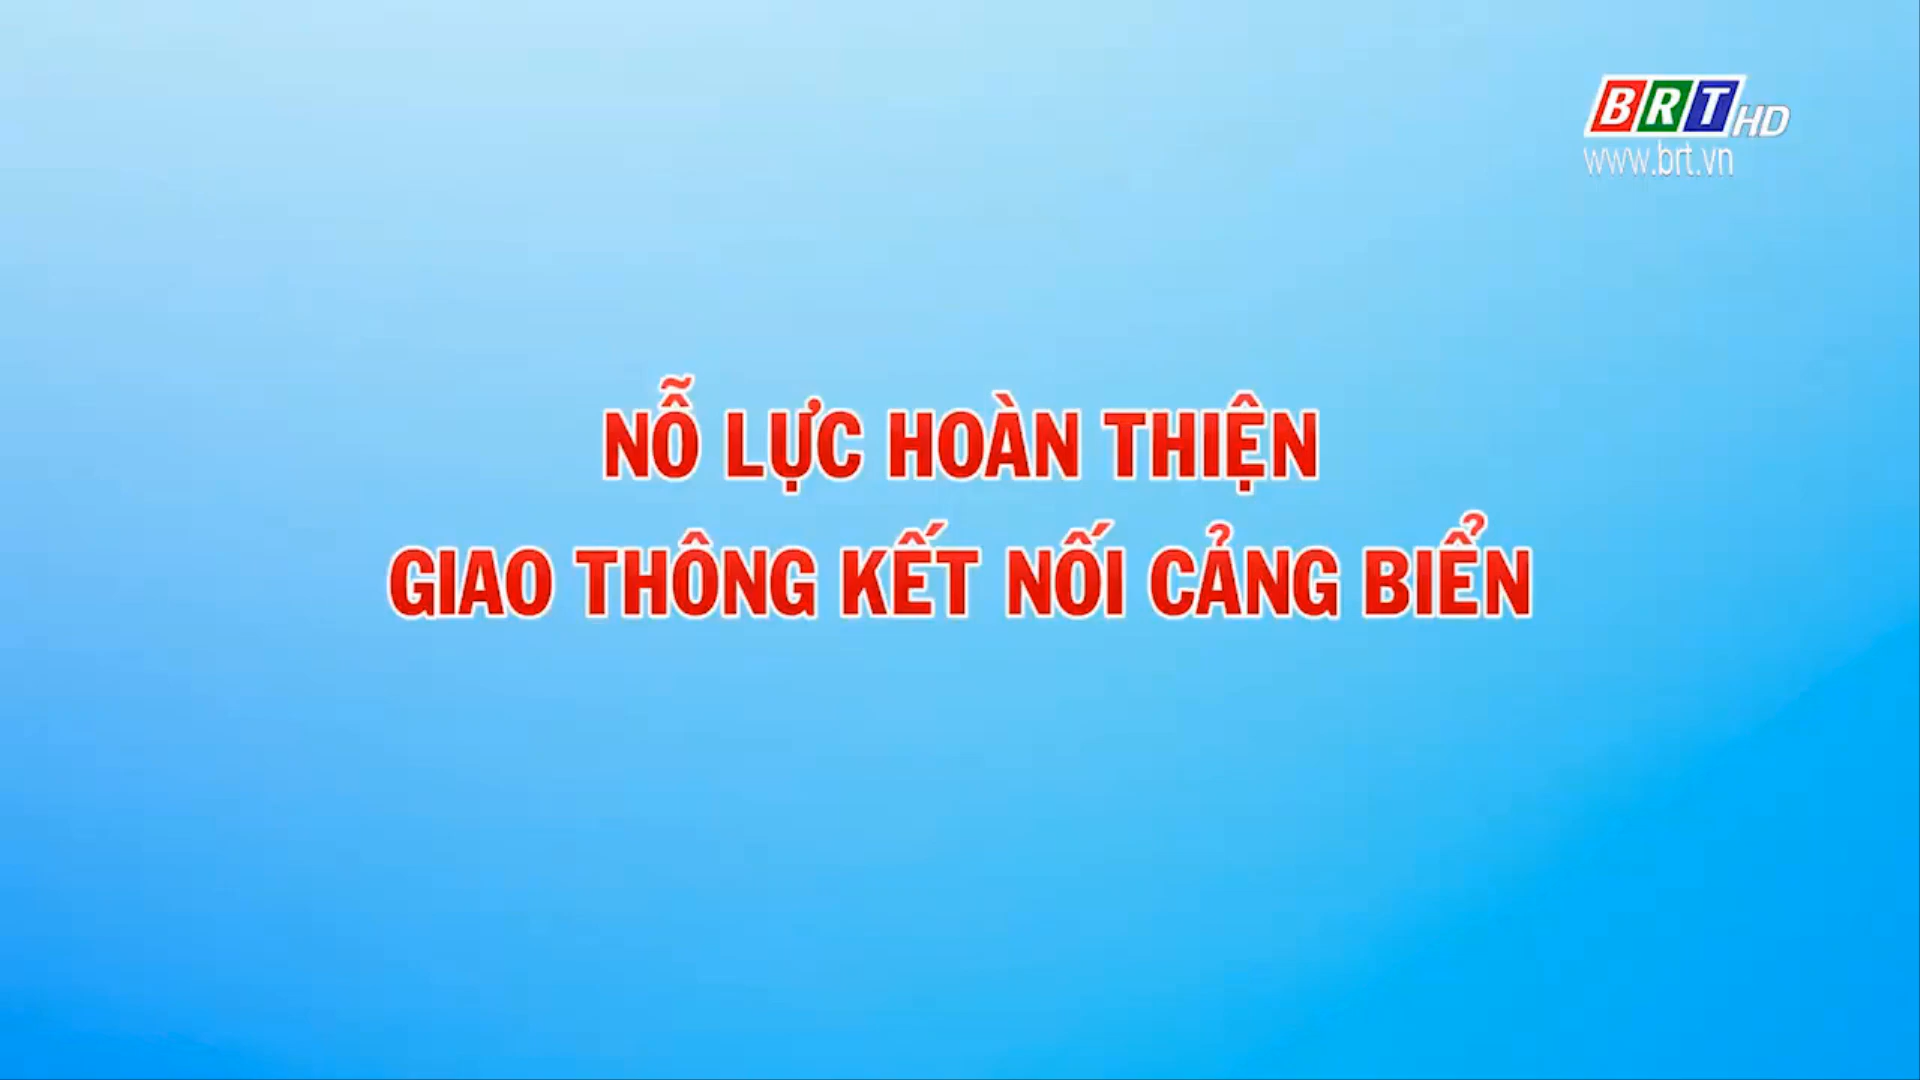 BRT HD
www.brt.vn
NỖ LỰC HOÀN THIỆN
GIAO THÔNG KẾT NỐI CẢNG BIỂN